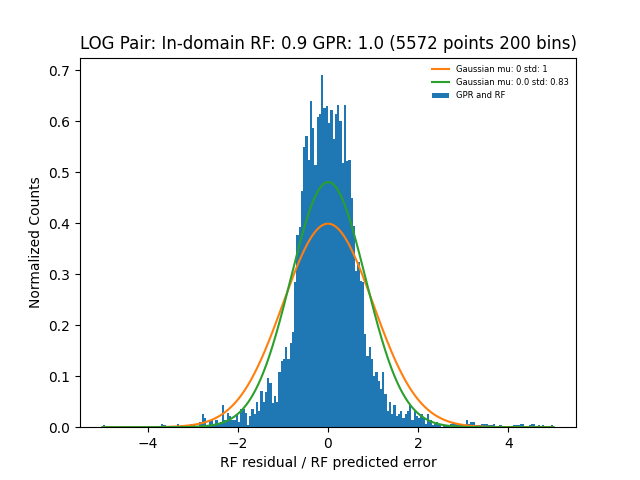 LOG Pair: In-domain RF: 0.9 GPR: 1.0 (5572 points 200 bins)
Gaussian mu: 0 std: 1
Gaussian mu: 0.0 std: 0.83
GPR and RF
Normalized Counts
0.7
0.6
0.5
0.4
0.3
0.2
0.1
0.0
−4 −2 0 2 4
RF residual / RF predicted error